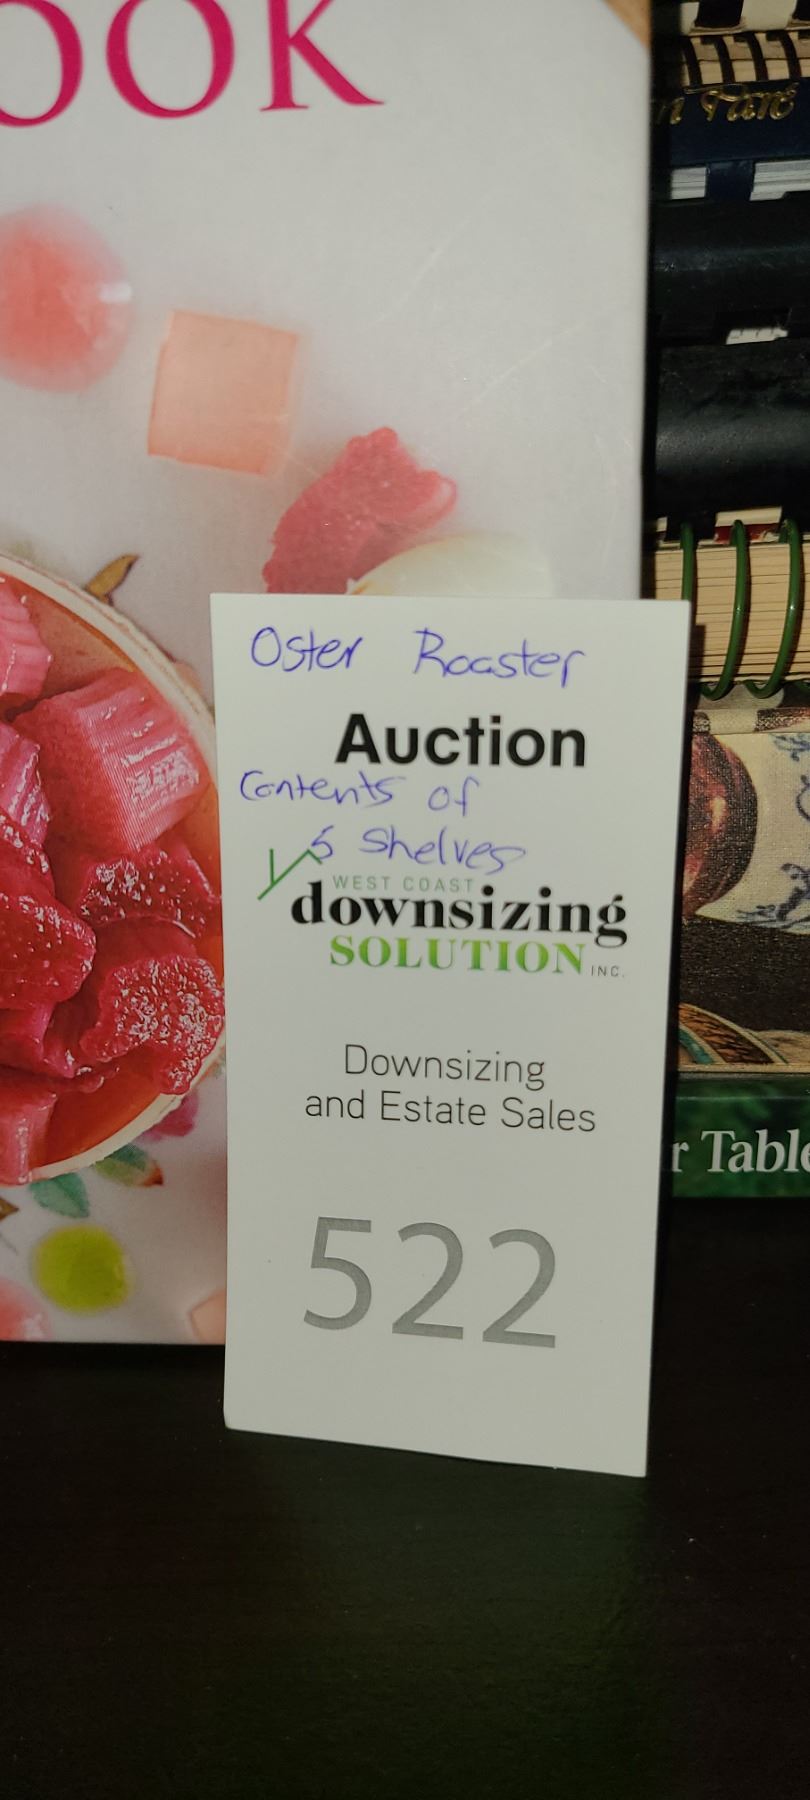 OOK
Oster Roaster
Auction
Contents of
5 Shelves
WEST COAST
downsizing
SOLUTION INC.
Downsizing
and Estate Sales
522
r Table